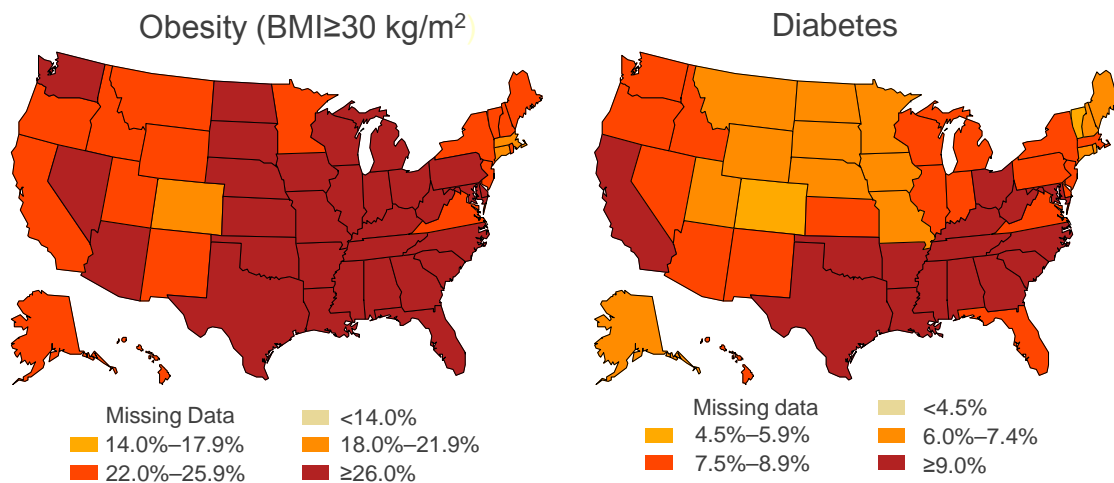 Obesity (BMI≥30 kg/m²)
Missing Data
<14.0%
14.0%–17.9%
18.0%–21.9%
22.0%–25.9%
≥26.0%
Diabetes
Missing data
<4.5%
4.5%–5.9%
6.0%–7.4%
7.5%–8.9%
≥9.0%